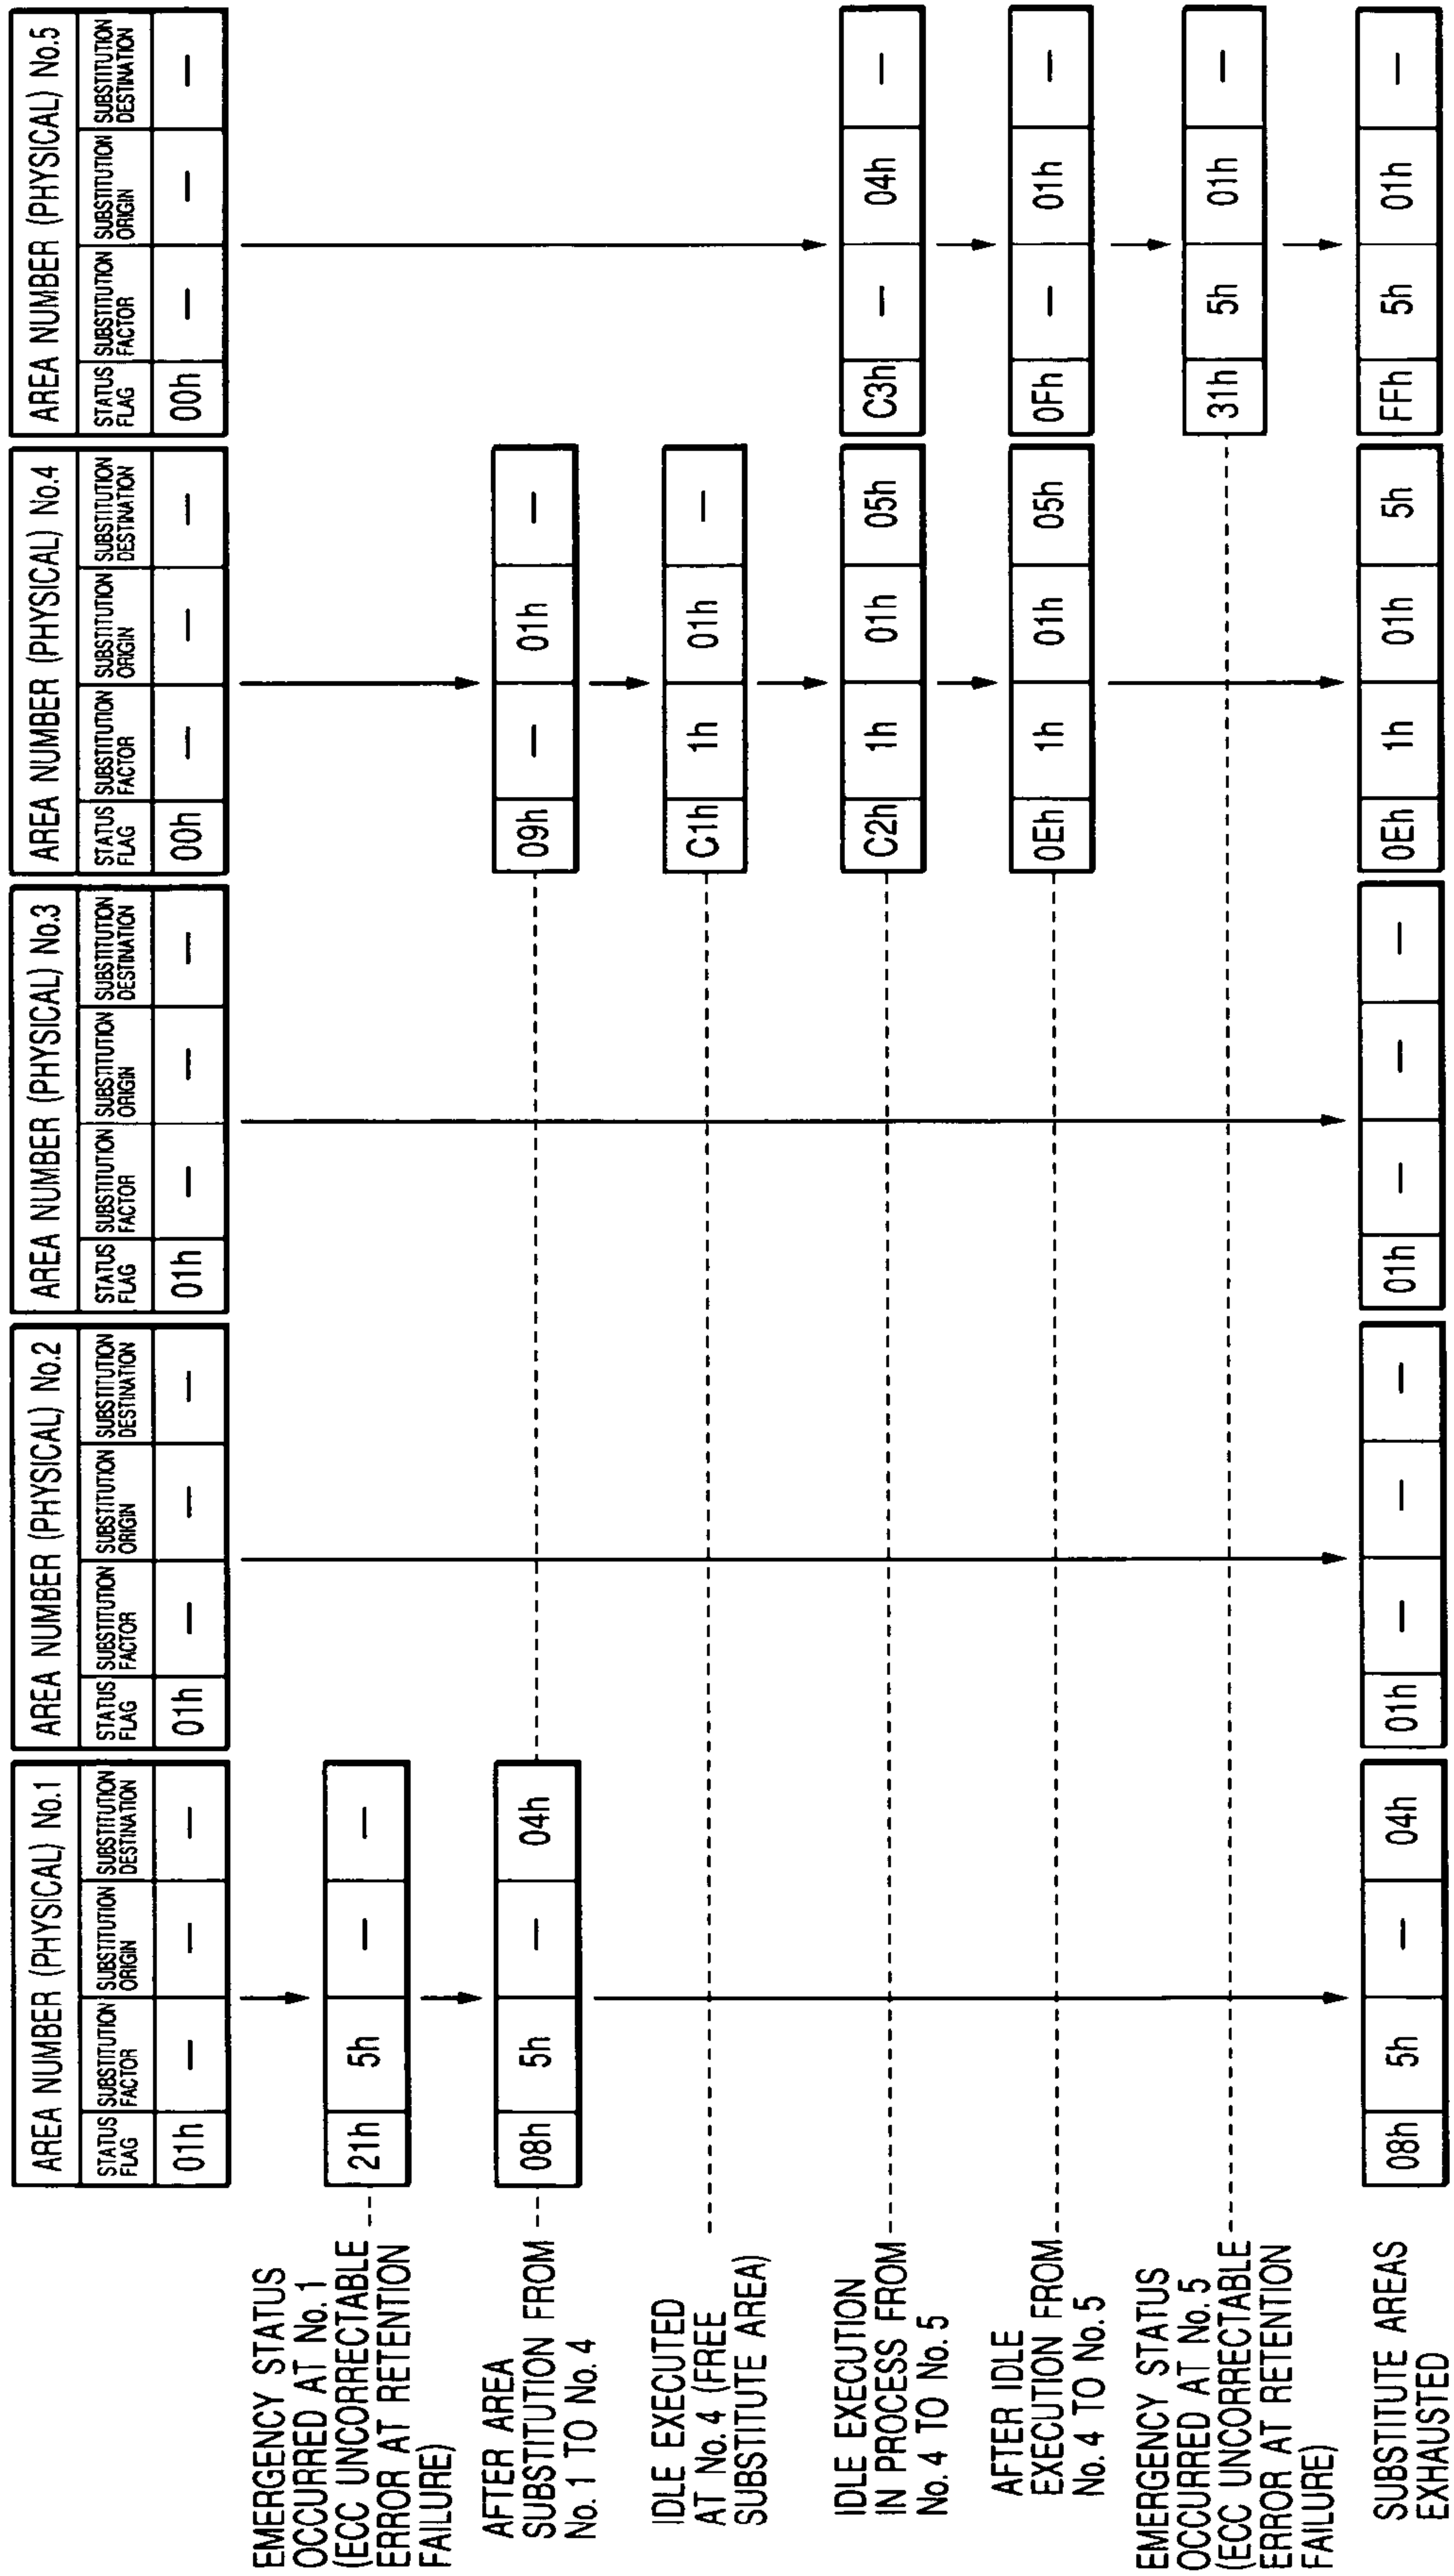 AREA NUMBER (PHYSICAL) No.1
STATUS FLAG
SUBSTITUTION FACTOR
SUBSTITUTION ORIGIN
SUBSTITUTION DESTINATION
01h — — —
AREA NUMBER (PHYSICAL) No.2
STATUS FLAG
SUBSTITUTION FACTOR
SUBSTITUTION ORIGIN
SUBSTITUTION DESTINATION
01h — — —
AREA NUMBER (PHYSICAL) No.3
STATUS FLAG
SUBSTITUTION FACTOR
SUBSTITUTION ORIGIN
SUBSTITUTION DESTINATION
01h — — —
AREA NUMBER (PHYSICAL) No.4
STATUS FLAG
SUBSTITUTION FACTOR
SUBSTITUTION ORIGIN
SUBSTITUTION DESTINATION
00h — — —
AREA NUMBER (PHYSICAL) No.5
STATUS FLAG
SUBSTITUTION FACTOR
SUBSTITUTION ORIGIN
SUBSTITUTION DESTINATION
00h — — —
EMERGENCY STATUS
OCCURRED AT No.1
(ECC UNCORRECTABLE
ERROR AT RETENTION
FAILURE)
21h 5h — —
AFTER AREA
SUBSTITUTION FROM
No. 1 TO No. 4
08h 5h — 04h
09h — 01h —
IDLE EXECUTED
AT No. 4 (FREE
SUBSTITUTE AREA)
C1h 1h 01h —
IDLE EXECUTION
IN PROCESS FROM
No. 4 TO No. 5
C2h 1h 01h 05h
C3h — 04h —
AFTER IDLE
EXECUTION FROM
No. 4 TO No. 5
0Eh 1h 01h 05h
0Fh — 01h —
EMERGENCY STATUS
OCCURRED AT No. 5
(ECC UNCORRECTABLE
ERROR AT RETENTION
FAILURE)
31h 5h 01h —
SUBSTITUTE AREAS
EXHAUSTED
08h 5h — 04h
01h — — —
01h — — —
0Eh 1h 01h 5h
FFh 5h 01h —